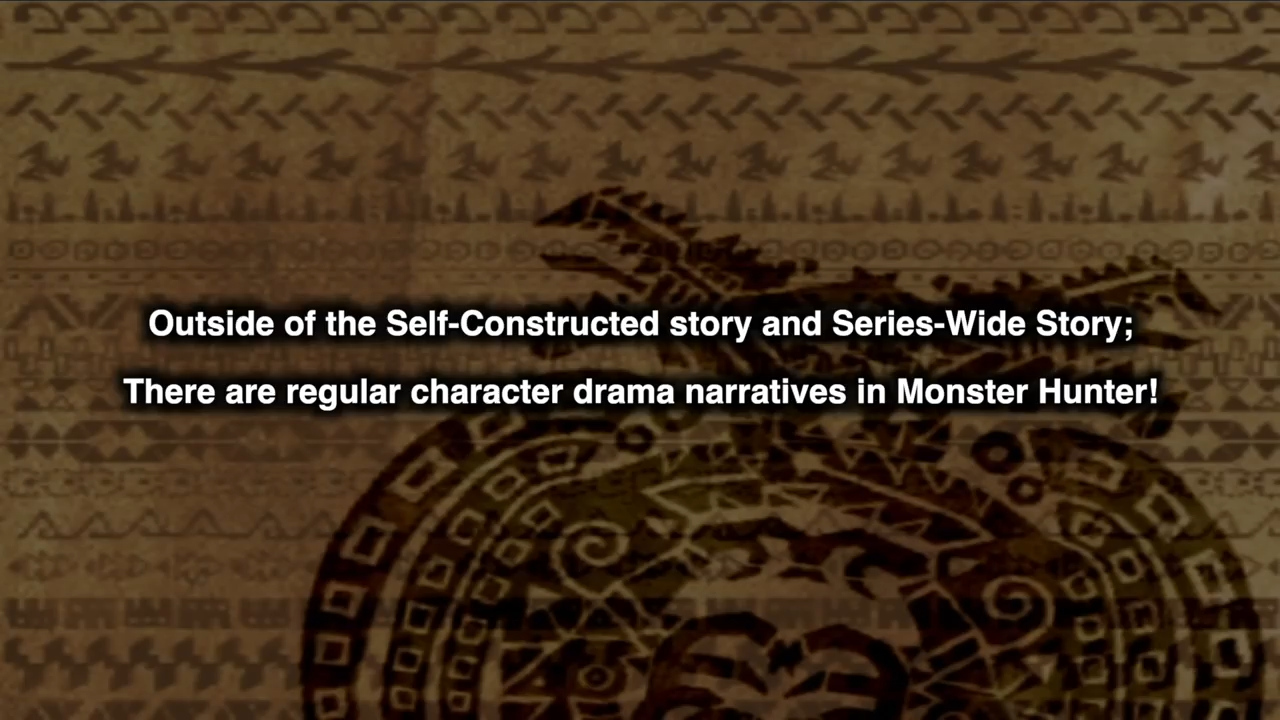 Outside of the Self-Constructed story and Series-Wide Story;
There are regular character drama narratives in Monster Hunter!